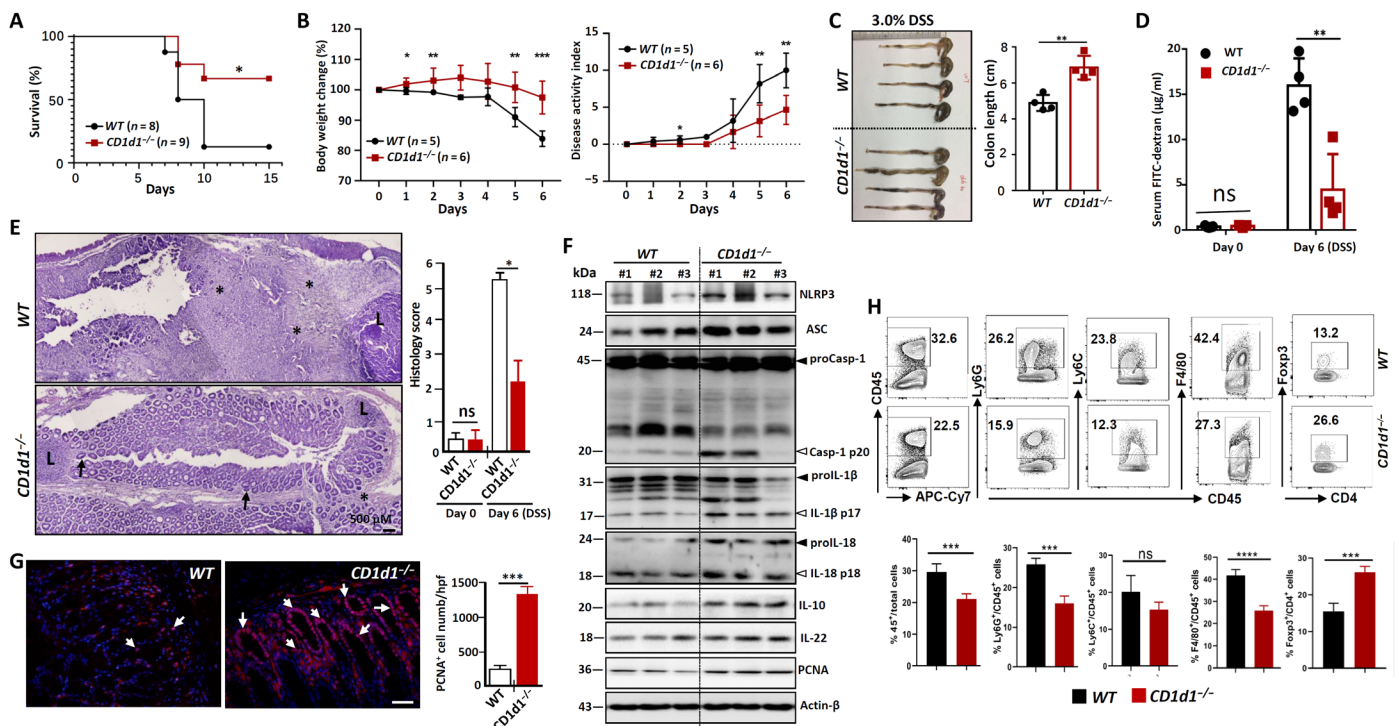 A
Survival (%)
100
50
0
*
WT (n = 8)
CD1d1−/− (n = 9)
0 5 10 15
Days
B
Body weight change (%)
120
110
100
90
80
70
* ** ** ***
WT (n = 5)
CD1d1−/− (n = 6)
0 1 2 3 4 5 6
Days
Disease activity index
15
10
5
0
WT (n = 5)
CD1d1−/− (n = 6)
* ** **
0 1 2 3 4 5 6
Days
C
3.0% DSS
WT
CD1d1−/−
Colon length (cm)
8
6
4
2
0
**
WT CD1d1−/−
D
Serum FITC-dextran (μg/ml)
20
15
10
5
0
WT
CD1d1−/−
**
ns
Day 0 Day 6 (DSS)
E
WT
* * *
L
CD1d1−/−
L
L
*
500 μM
Histology score
6
5
4
3
2
1
0
*
ns
WT
CD1d1−/−
WT
CD1d1−/−
Day 0 Day 6 (DSS)
F
WT CD1d1−/−
kDa #1 #2 #3 #1 #2 #3
118 NLRP3
24 ASC
45 proCasp-1
20 Casp-1 p20
31 proIL-1β
17 IL-1β p17
24 proIL-18
18 IL-18 p18
20 IL-10
18 IL-22
36 PCNA
43 Actin-β
G
WT
CD1d1−/−
PCNA+ cell numb/hpf
1500
1000
500
0
***
WT
CD1d1−/−
H
CD45 Ly6G Ly6C F4/80 Foxp3
32.6 26.2 23.8 42.4 13.2
WT
22.5 15.9 12.3 27.3 26.6
CD1d1−/−
APC-Cy7 CD45 CD4
% 45+total cells
40
30
20
10
0
***
% Ly6G+/CD45+ cells
30
20
10
0
***
% Ly6C+/CD45+ cells
30
20
10
0
ns
% F4/80+/CD45+ cells
50
40
30
20
10
0
****
% Foxp3+/CD4+ cells
30
20
10
0
***
WT CD1d1−/−